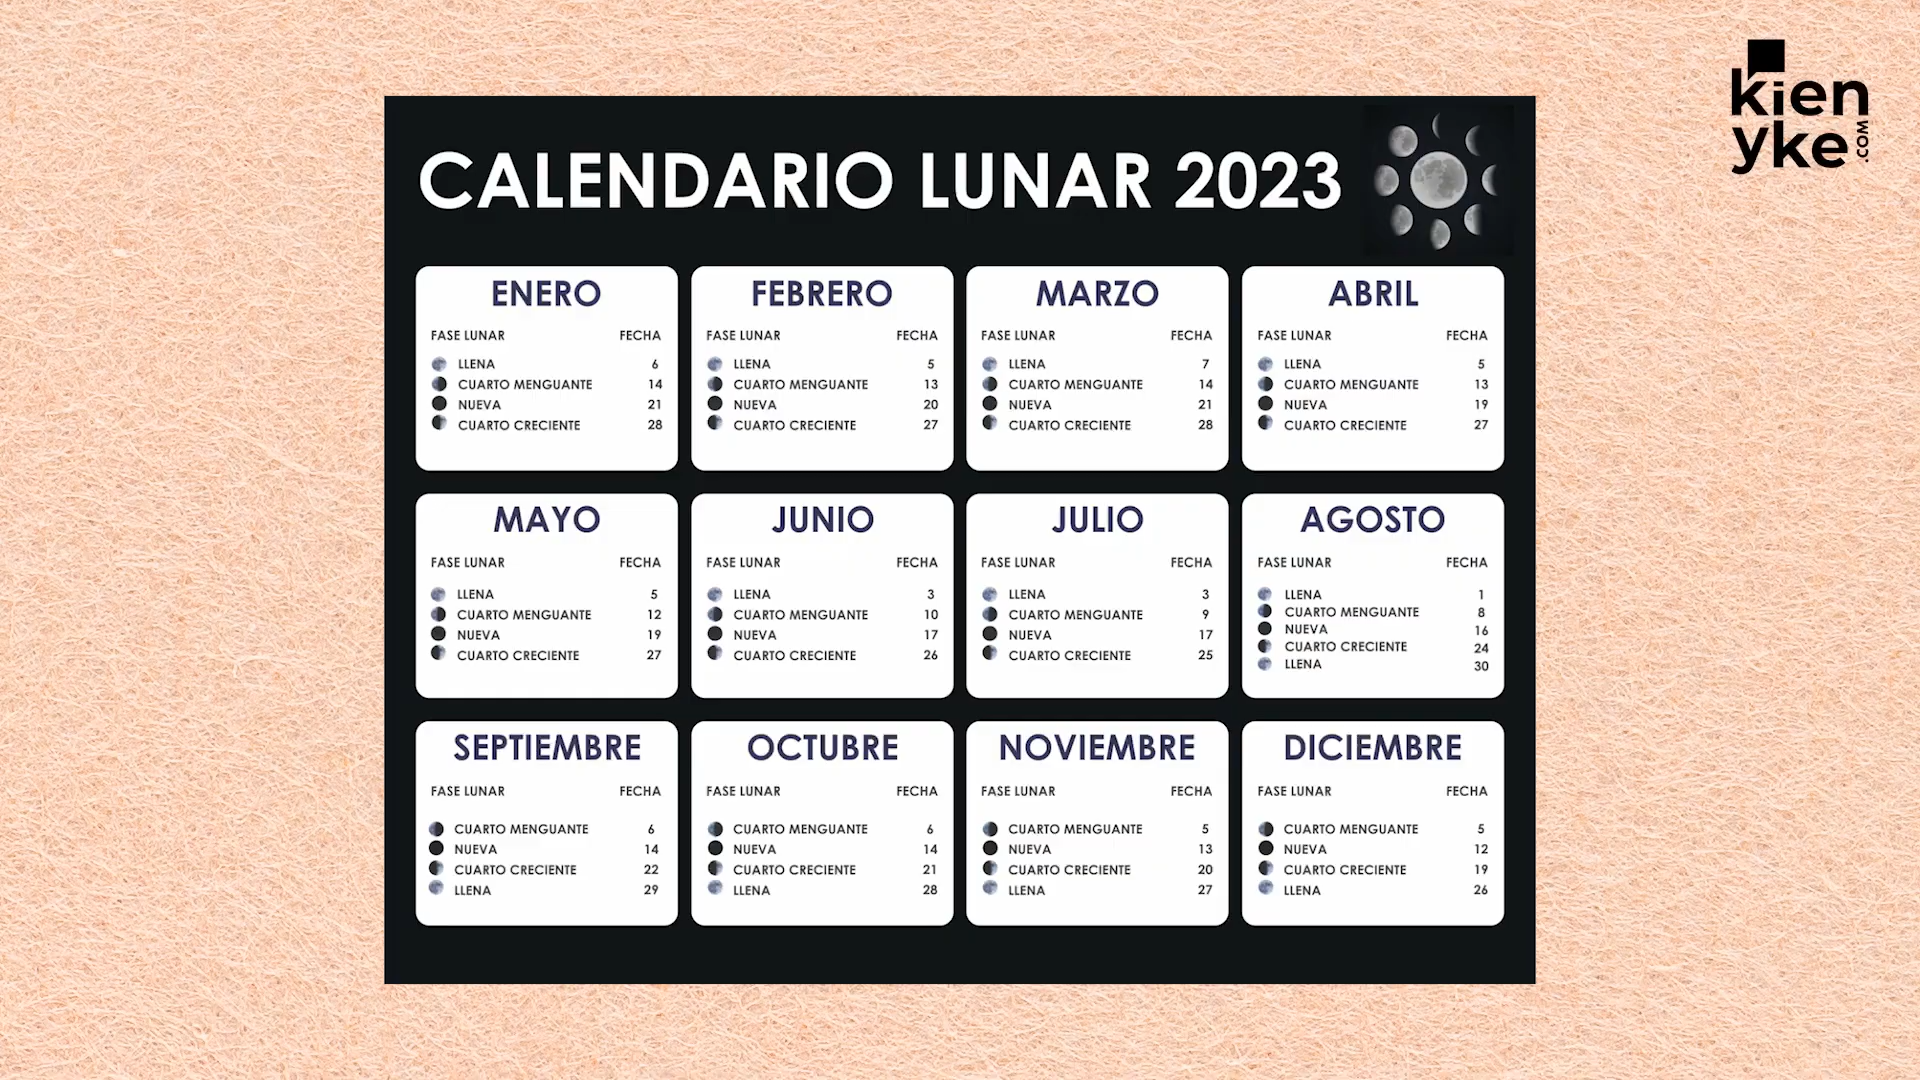 kien
yke
.COM
CALENDARIO LUNAR 2023
ENERO
FASE LUNAR FECHA
LLENA 6
CUARTO MENGUANTE 14
NUEVA 21
CUARTO CRECIENTE 28
FEBRERO
FASE LUNAR FECHA
LLENA 5
CUARTO MENGUANTE 13
NUEVA 20
CUARTO CRECIENTE 27
MARZO
FASE LUNAR FECHA
LLENA 7
CUARTO MENGUANTE 14
NUEVA 21
CUARTO CRECIENTE 28
ABRIL
FASE LUNAR FECHA
LLENA 5
CUARTO MENGUANTE 13
NUEVA 19
CUARTO CRECIENTE 27
MAYO
FASE LUNAR FECHA
LLENA 5
CUARTO MENGUANTE 12
NUEVA 19
CUARTO CRECIENTE 27
JUNIO
FASE LUNAR FECHA
LLENA 3
CUARTO MENGUANTE 10
NUEVA 17
CUARTO CRECIENTE 26
JULIO
FASE LUNAR FECHA
LLENA 3
CUARTO MENGUANTE 9
NUEVA 17
CUARTO CRECIENTE 25
AGOSTO
FASE LUNAR FECHA
LLENA 1
CUARTO MENGUANTE 8
NUEVA 16
CUARTO CRECIENTE 24
LLENA 30
SEPTIEMBRE
FASE LUNAR FECHA
CUARTO MENGUANTE 6
NUEVA 14
CUARTO CRECIENTE 22
LLENA 29
OCTUBRE
FASE LUNAR FECHA
CUARTO MENGUANTE 6
NUEVA 14
CUARTO CRECIENTE 21
LLENA 28
NOVIEMBRE
FASE LUNAR FECHA
CUARTO MENGUANTE 5
NUEVA 13
CUARTO CRECIENTE 20
LLENA 27
DICIEMBRE
FASE LUNAR FECHA
CUARTO MENGUANTE 5
NUEVA 12
CUARTO CRECIENTE 19
LLENA 26